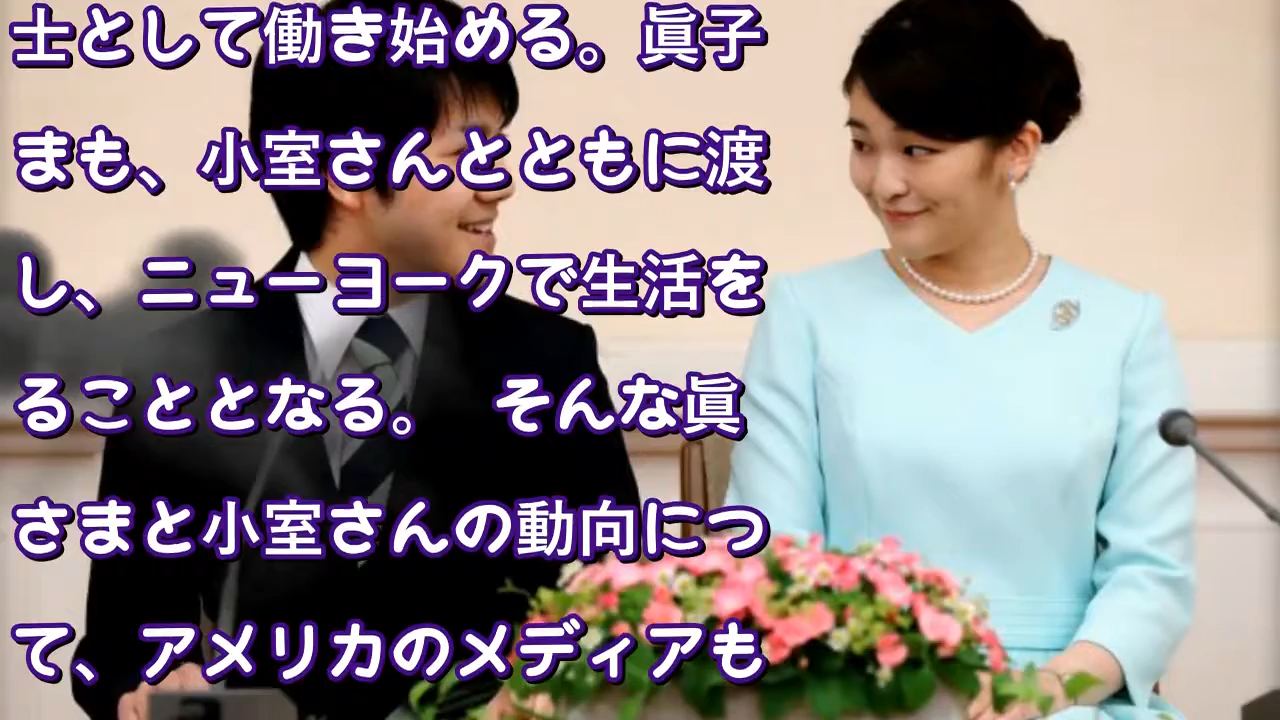 士として働き始める。眞子
まも、小室さんとともに渡
し、ニューヨークで生活を
ることとなる。　そんな眞
さまと小室さんの動向につ
て、アメリカのメディアも